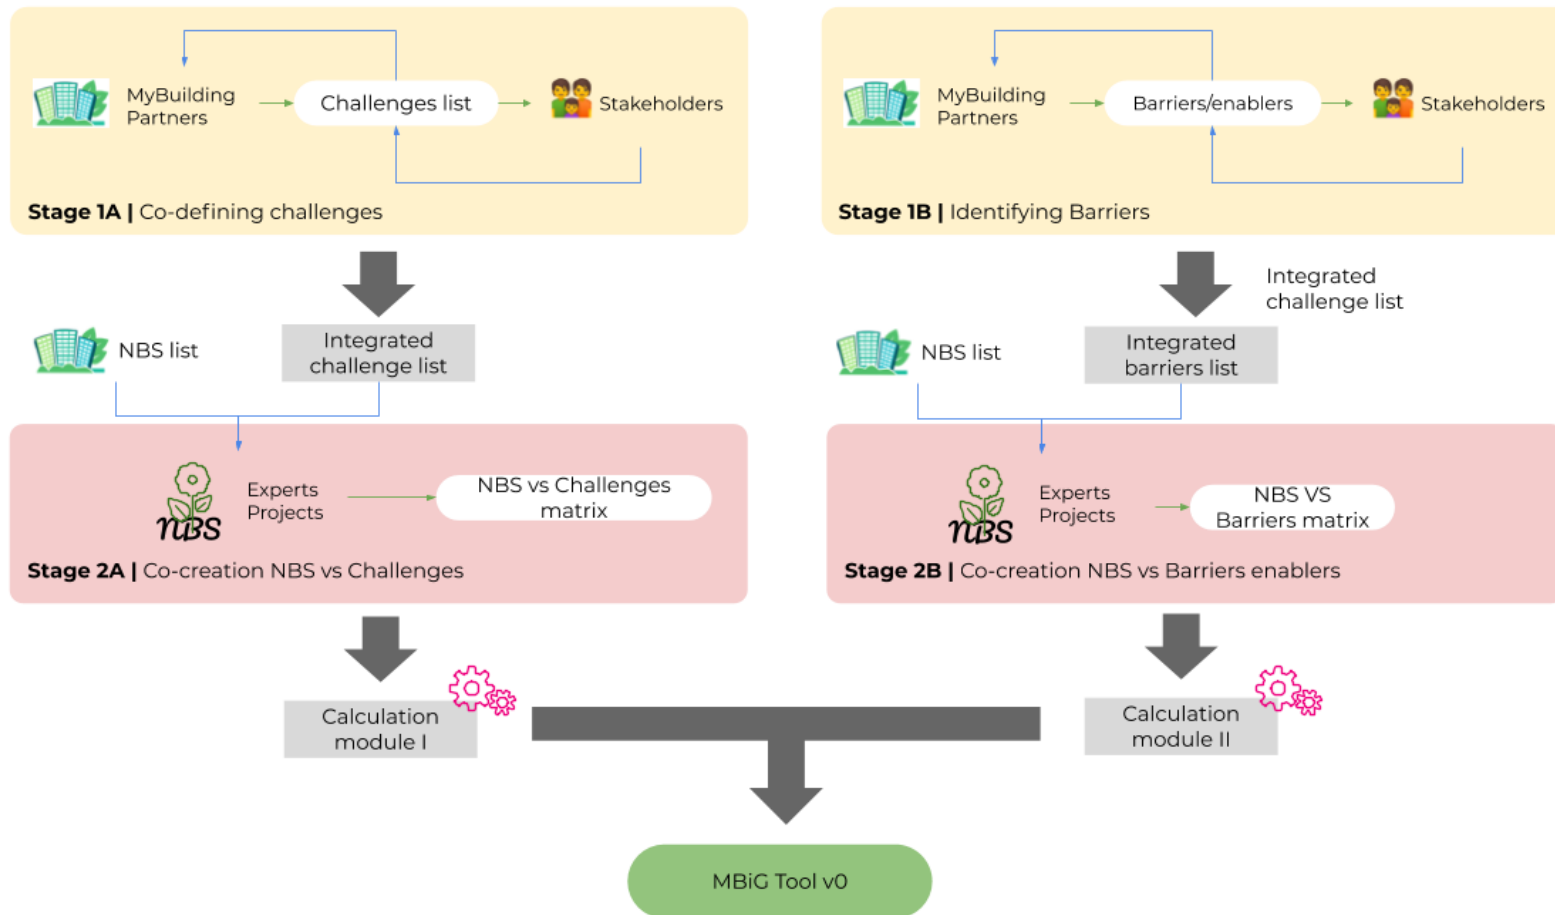 MyBuilding
Partners
Challenges list
Stakeholders
Stage 1A | Co-defining challenges
MyBuilding
Partners
Barriers/enablers
Stakeholders
Stage 1B | Identifying Barriers
NBS list
Integrated
challenge list
Integrated
challenge list
NBS list
Integrated
barriers list
NBS
Experts
Projects
NBS vs Challenges
matrix
Stage 2A | Co-creation NBS vs Challenges
NBS
Experts
Projects
NBS VS
Barriers matrix
Stage 2B | Co-creation NBS vs Barriers enablers
Calculation
module I
Calculation
module II
MBiG Tool v0